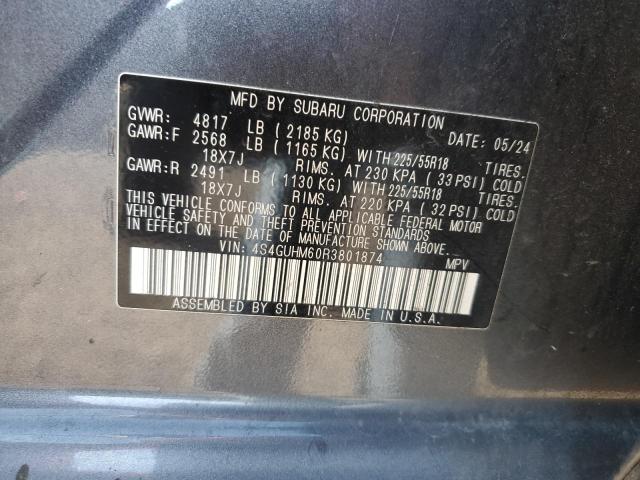 MFD BY SUBARU CORPORATION
GVWR: 4817 LB ( 2185 KG) DATE: 05/24
GAWR:F 2568 LB ( 1165 KG) WITH 225/55R18 TIRES.
18X7J RIMS. AT 230 KPA ( 33 PSI) COLD
GAWR:R 2491 LB ( 1130 KG) WITH 225/55R18 TIRES.
18X7J RIMS. AT 220 KPA ( 32 PSI) COLD
THIS VEHICLE CONFORMS TO ALL APPLICABLE FEDERAL MOTOR
VEHICLE SAFETY AND THEFT PREVENTION STANDARDS
IN EFFECT ON THE DATE OF MANUFACTURE SHOWN ABOVE.
VIN: 4S4GUHM60R3801874 MPV
ASSEMBLED BY SIA INC. MADE IN U.S.A.